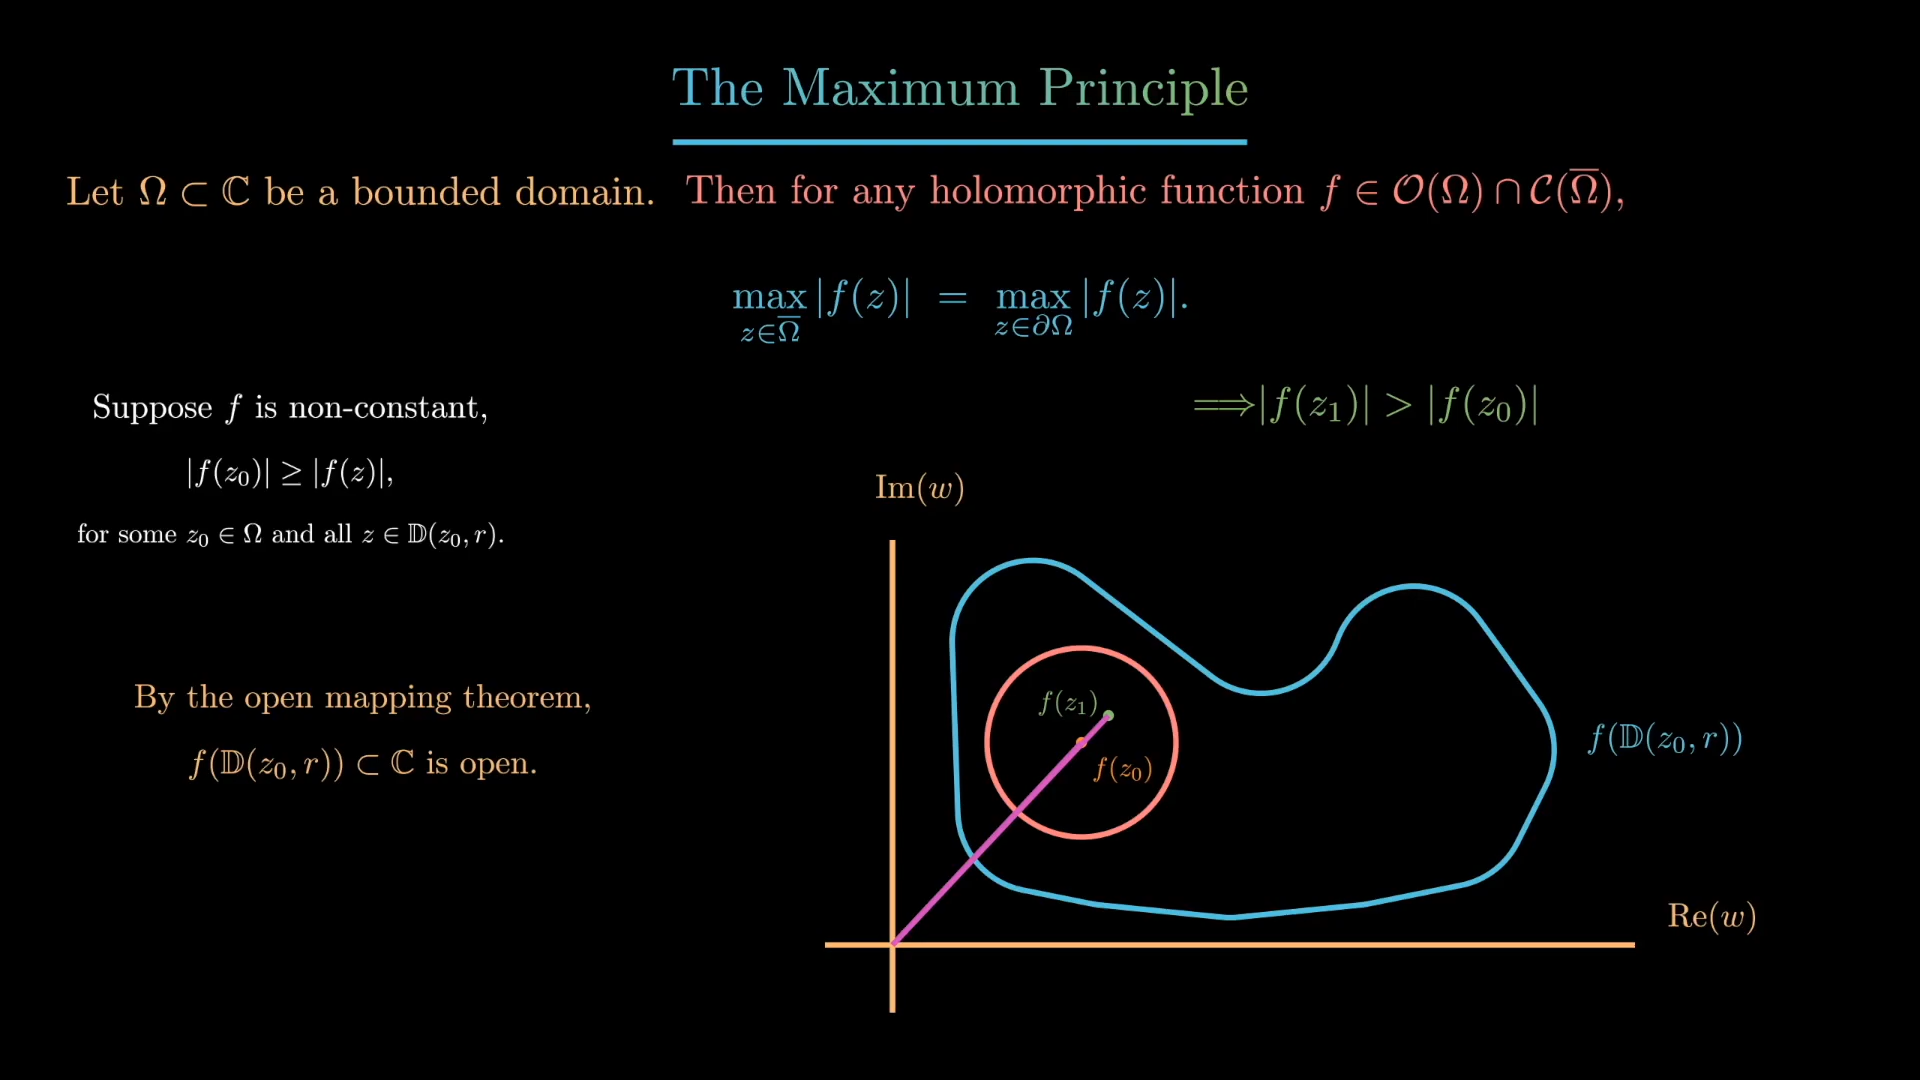 The Maximum Principle
Let Ω ⊂ ℂ be a bounded domain. Then for any holomorphic function f ∈ 𝒪(Ω) ∩ 𝒞(Ω̅),
max_{z∈Ω̅} |f(z)| = max_{z∈∂Ω} |f(z)|.
Suppose f is non-constant,
|f(z₀)| ≥ |f(z)|,
for some z₀ ∈ Ω and all z ∈ 𝔻(z₀, r).
By the open mapping theorem,
f(𝔻(z₀, r)) ⊂ ℂ is open.
⟹ |f(z₁)| > |f(z₀)|
Im(w)
f(z₁)
f(z₀)
f(𝔻(z₀, r))
Re(w)